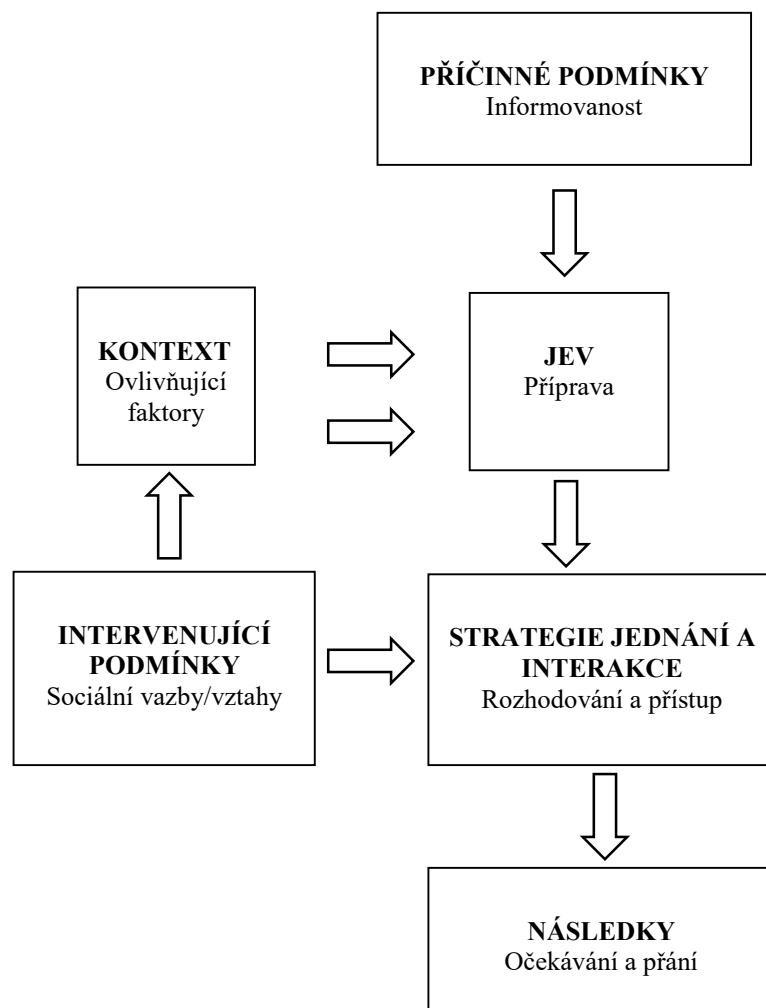 PŘÍČINNÉ PODMÍNKY
Informovanost
KONTEXT
Ovlivňující
faktory
JEV
Příprava
INTERVENUJÍCÍ
PODMÍNKY
Sociální vazby/vztahy
STRATEGIE JEDNÁNÍ A
INTERAKCE
Rozhodování a přístup
NÁSLEDKY
Očekávání a přání